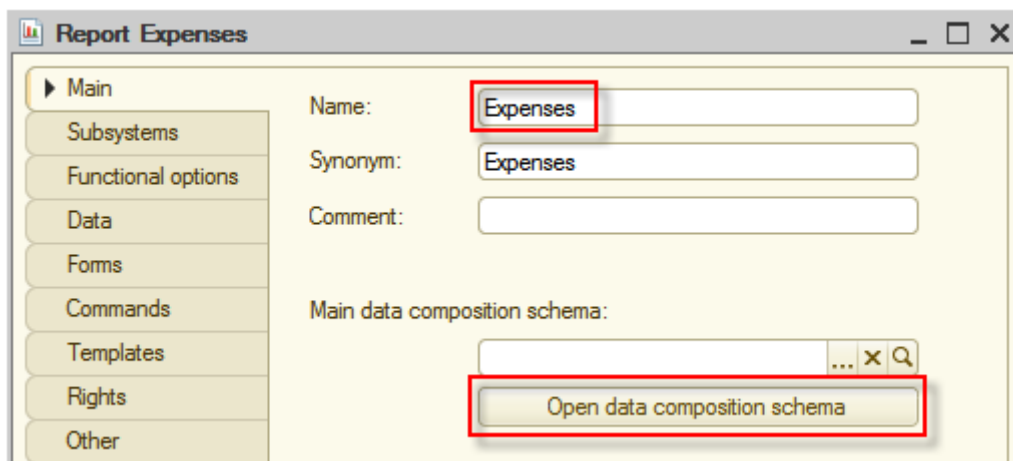 Report Expenses
Main
Subsystems
Functional options
Data
Forms
Commands
Templates
Rights
Other
Name:
Expenses
Synonym:
Expenses
Comment:
Main data composition schema:
...
Open data composition schema